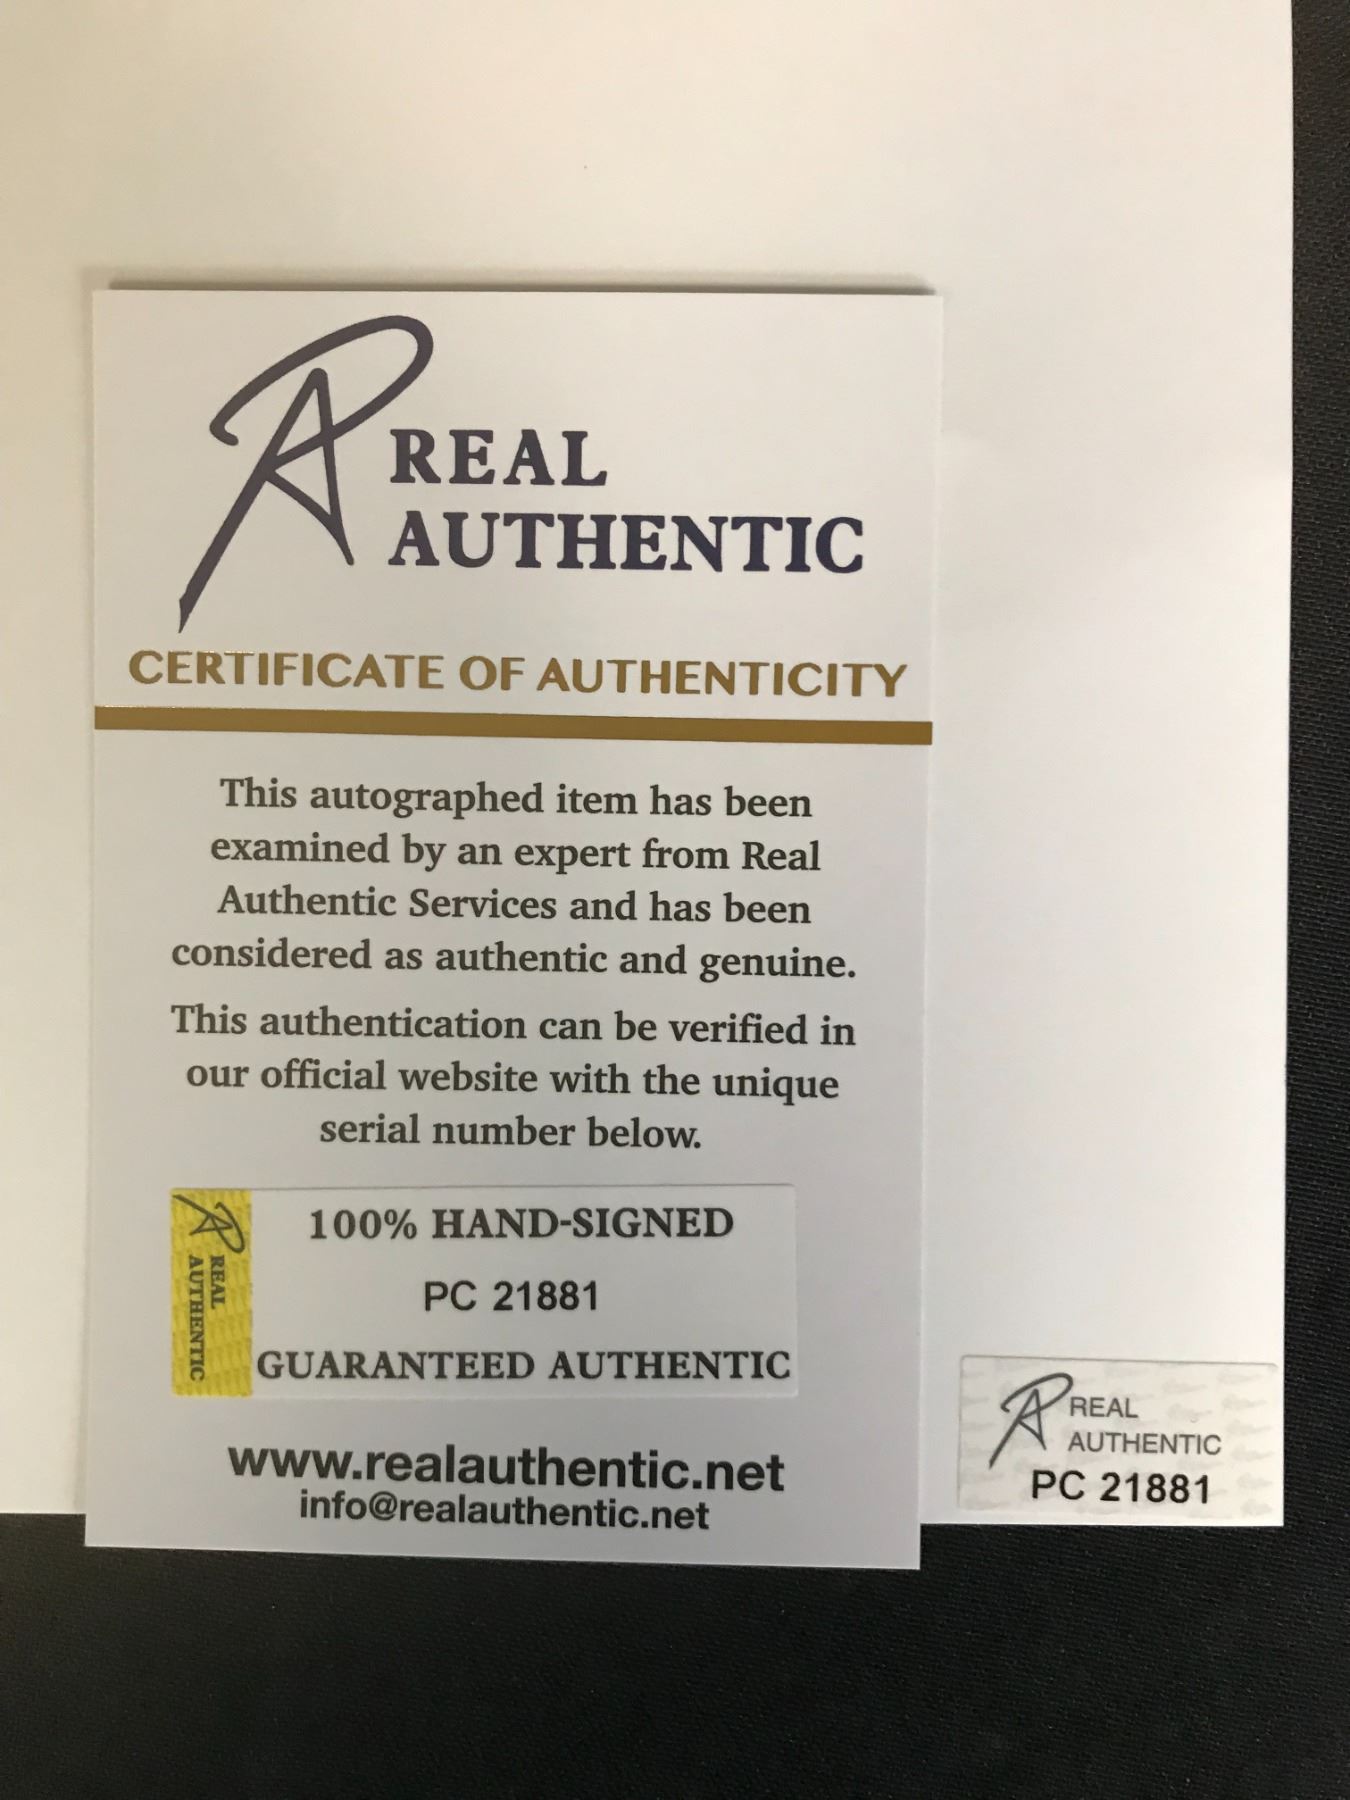 REAL
AUTHENTIC
CERTIFICATE OF AUTHENTICITY
This autographed item has been
examined by an expert from Real
Authentic Services and has been
considered as authentic and genuine.
This authentication can be verified in
our official website with the unique
serial number below.
REAL
AUTHENTIC
100% HAND-SIGNED
PC 21881
GUARANTEED AUTHENTIC
www.realauthentic.net
info@realauthentic.net
REAL
AUTHENTIC
PC 21881